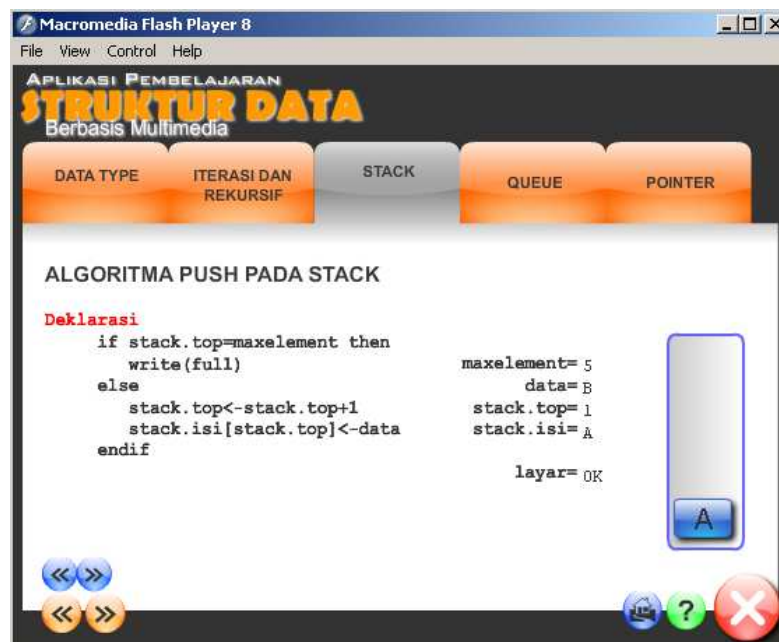 Macromedia Flash Player 8
File View Control Help
APLIKASI PEMBELAJARAN
STRUKTUR DATA
Berbasis Multimedia
DATA TYPE
ITERASI DAN
REKURSIF
STACK
QUEUE
POINTER
ALGORITMA PUSH PADA STACK
Deklarasi
if stack.top=maxelement then
write(full)
else
stack.top<-stack.top+1
stack.isi[stack.top]<-data
endif
maxelement= 5
data= B
stack.top= 1
stack.isi= A
layar= OK
A
?